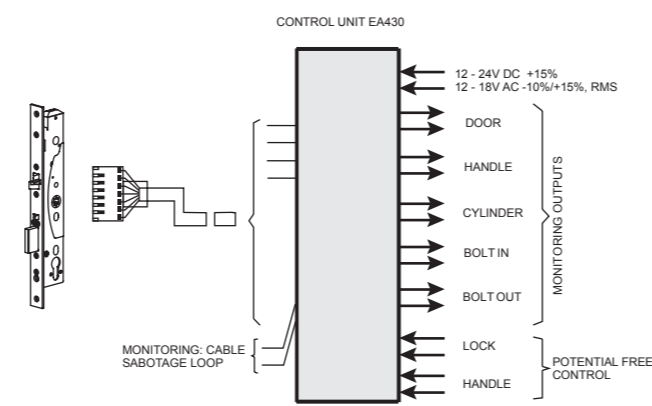 CONTROL UNIT EA430
12 - 24V DC +15%
12 - 18V AC -10%/+15%, RMS
DOOR
HANDLE
CYLINDER
BOLT IN
BOLT OUT
MONITORING OUTPUTS
MONITORING: CABLE
SABOTAGE LOOP
LOCK
HANDLE
POTENTIAL FREE
CONTROL